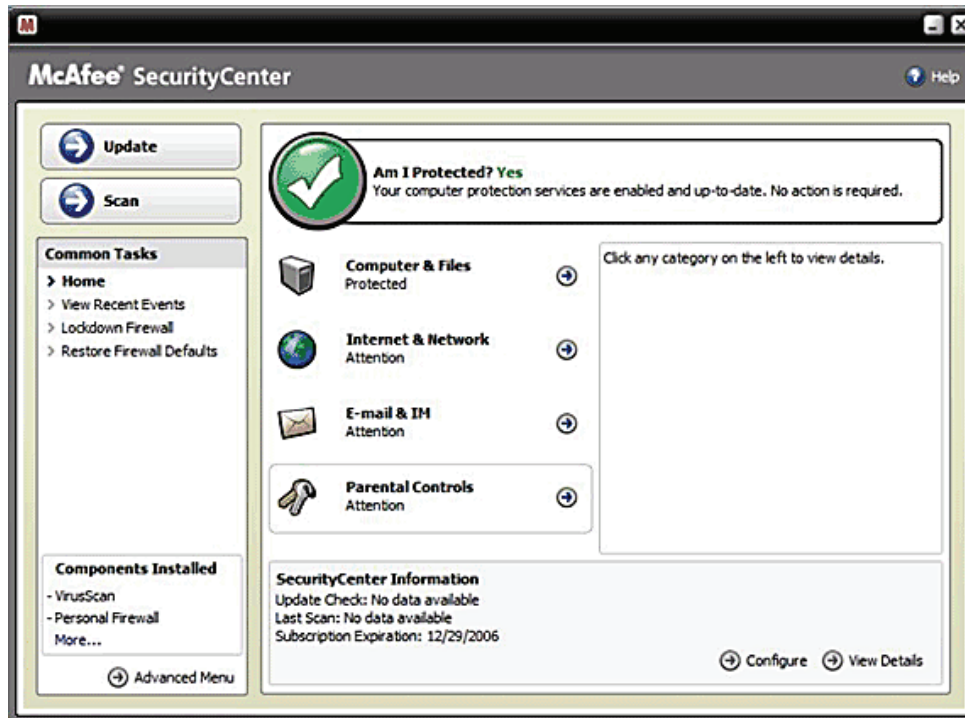 McAfee® SecurityCenter
Help
Update
Scan
Common Tasks
Home
View Recent Events
Lockdown Firewall
Restore Firewall Defaults
Components Installed
- VirusScan
- Personal Firewall
More...
Advanced Menu
Am I Protected? Yes
Your computer protection services are enabled and up-to-date. No action is required.
Computer & Files
Protected
Internet & Network
Attention
E-mail & IM
Attention
Parental Controls
Attention
Click any category on the left to view details.
SecurityCenter Information
Update Check: No data available
Last Scan: No data available
Subscription Expiration: 12/29/2006
Configure
View Details